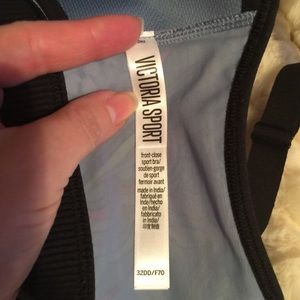 VICTORIA SPORT
front-close
sport bra/
soutien-gorge
de sport
fermoir avant
made in India/
fabriqué en
Inde/hecho
en India/
fabbricato
in India/
32DD/F70